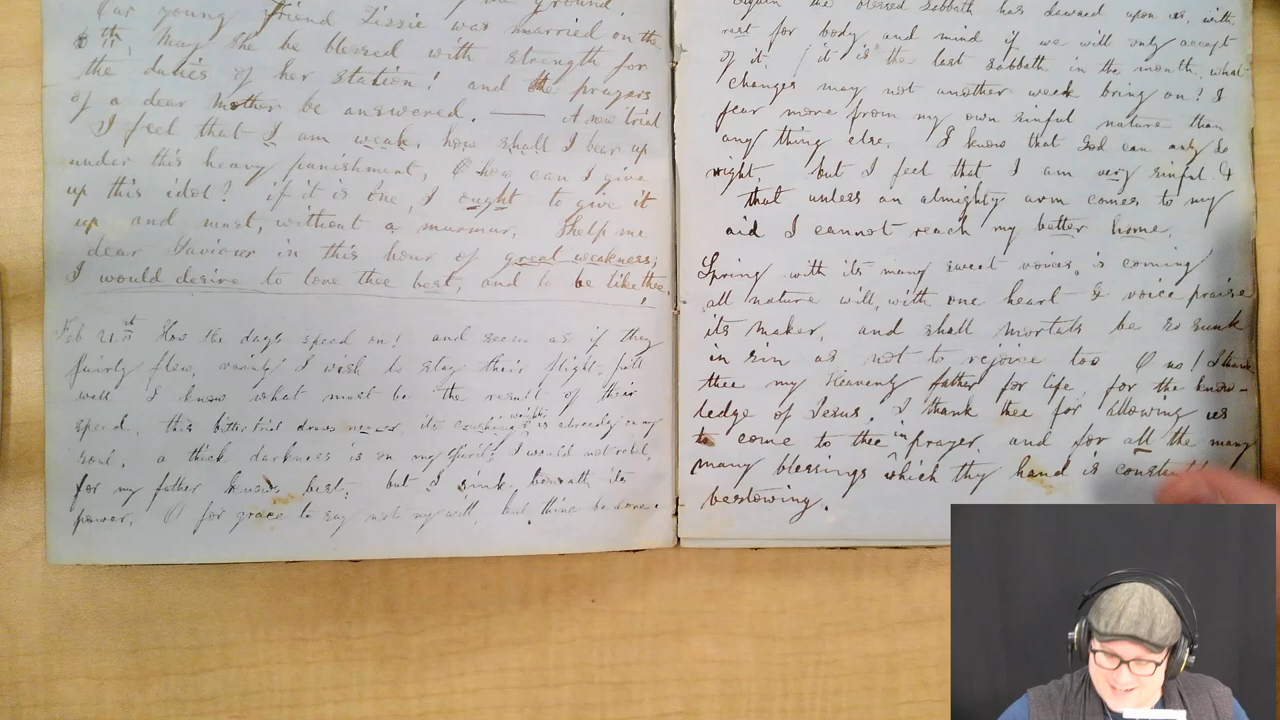 Our young friend Lizzie was married on the
6th, May she be blessed with strength for
the duties of her station! and the prayers
of a dear Mother be answered. — A new trial
I feel that I am weak, how shall I bear up
under this heavy punishment, O how can I give
up this idol? if it is one, I ought to give it
up and must, without a murmur, help me
dear Saviour in this hour of great weakness;
I would desire to love thee best, and to be like thee.
Feb 21st How the days speed on! and seem as if they
fairly flew, vainly I wish to stay their flight, full
well I know what must be the result of their
speed, this bitter trial draws nearer, its crushing weight is already on my
soul, a thick darkness is on my spirit, I would not rebel,
for my father knows best, but I sink beneath its
power, O for grace to say not my will, but thine be done.
Again the blessed Sabbath has dawned upon us, with
rest for body and mind if we will only accept
of it. it is the last sabbath in the month, what
changes may not another week bring on? I
fear more from my own sinful nature than
any thing else. I know that God can only do
right, but I feel that I am very sinful &
that unless an almighty arm comes to my
aid I cannot reach my better home.
Spring with its many sweet voices, is coming
all nature will, with one heart & voice praise
its maker, and shall mortals be so sunk
in sin as not to rejoice too O no! I thank
thee my Heavenly father for life, for the know-
ledge of Jesus. I thank thee for allowing us
to come to thee in prayer, and for all the many
many blessings which thy hand is constantly
bestowing.